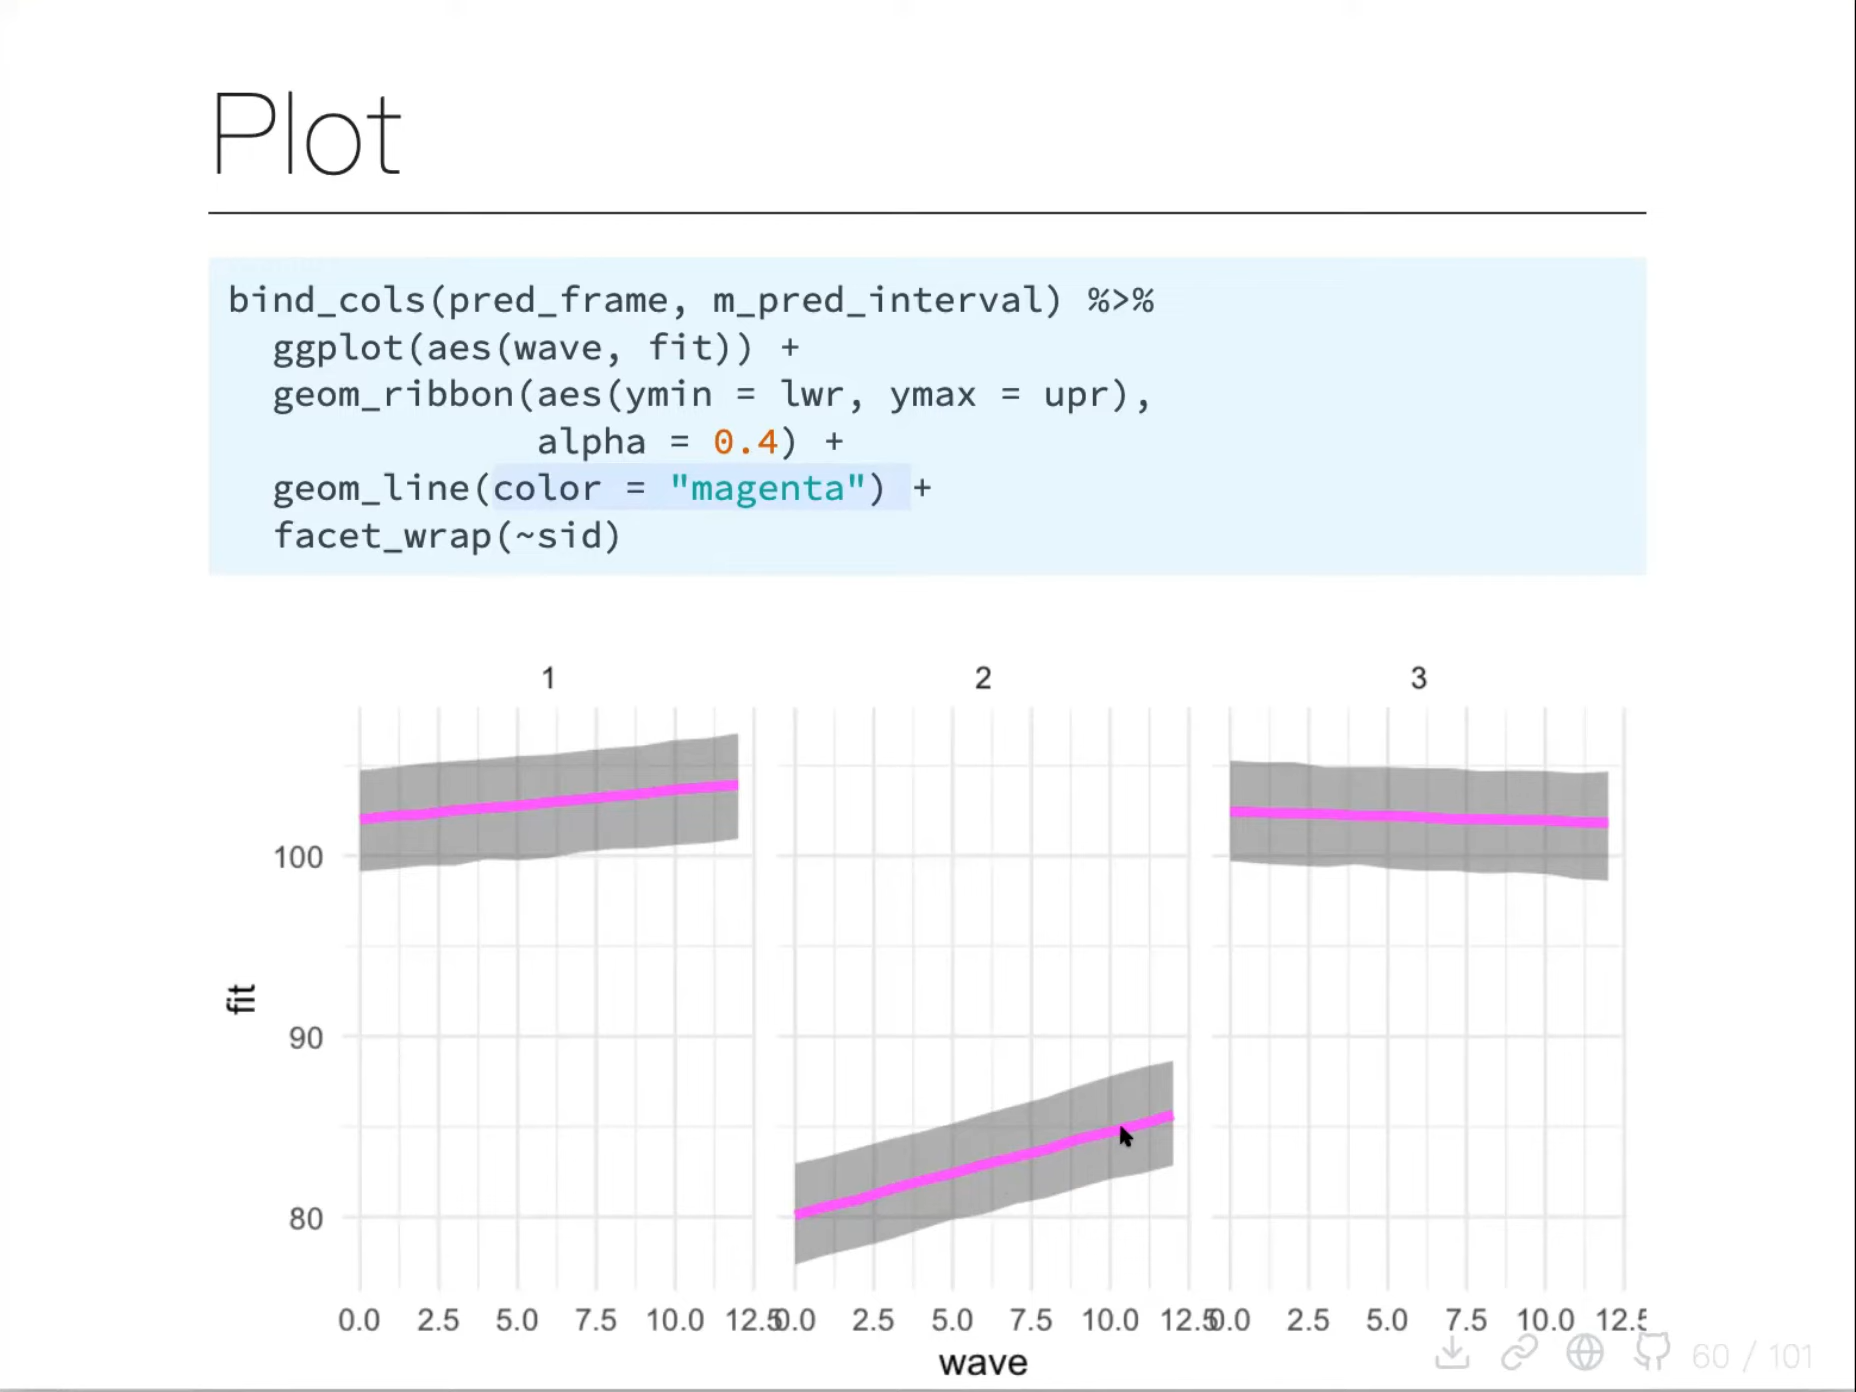 Plot
bind_cols(pred_frame, m_pred_interval) %>%
  ggplot(aes(wave, fit)) +
  geom_ribbon(aes(ymin = lwr, ymax = upr),
              alpha = 0.4) +
  geom_line(color = "magenta") +
  facet_wrap(~sid)
1 2 3
100
fit
90
80
0.0 2.5 5.0 7.5 10.0 12.5 0.0 2.5 5.0 7.5 10.0 12.5 0.0 2.5 5.0 7.5 10.0 12.5
wave
60 / 101